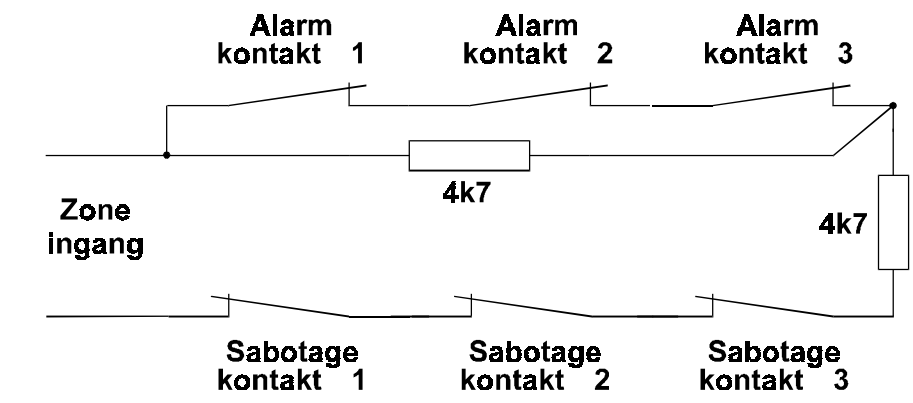 Alarm
kontakt 1
Alarm
kontakt 2
Alarm
kontakt 3
4k7
Zone
ingang
4k7
Sabotage
kontakt 1
Sabotage
kontakt 2
Sabotage
kontakt 3